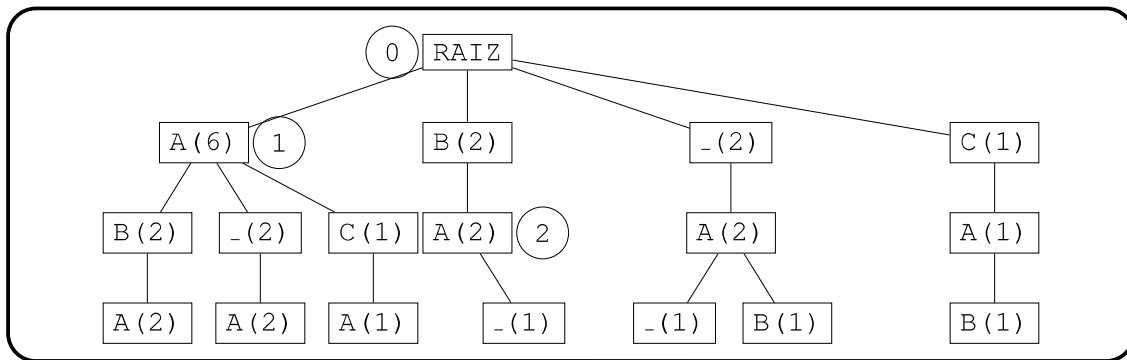 0 RAIZ
A(6) 1 B(2) _(2) C(1)
B(2) _(2) C(1) A(2) 2 A(2) A(1)
A(2) A(2) A(1) _(1) _(1) B(1) B(1)